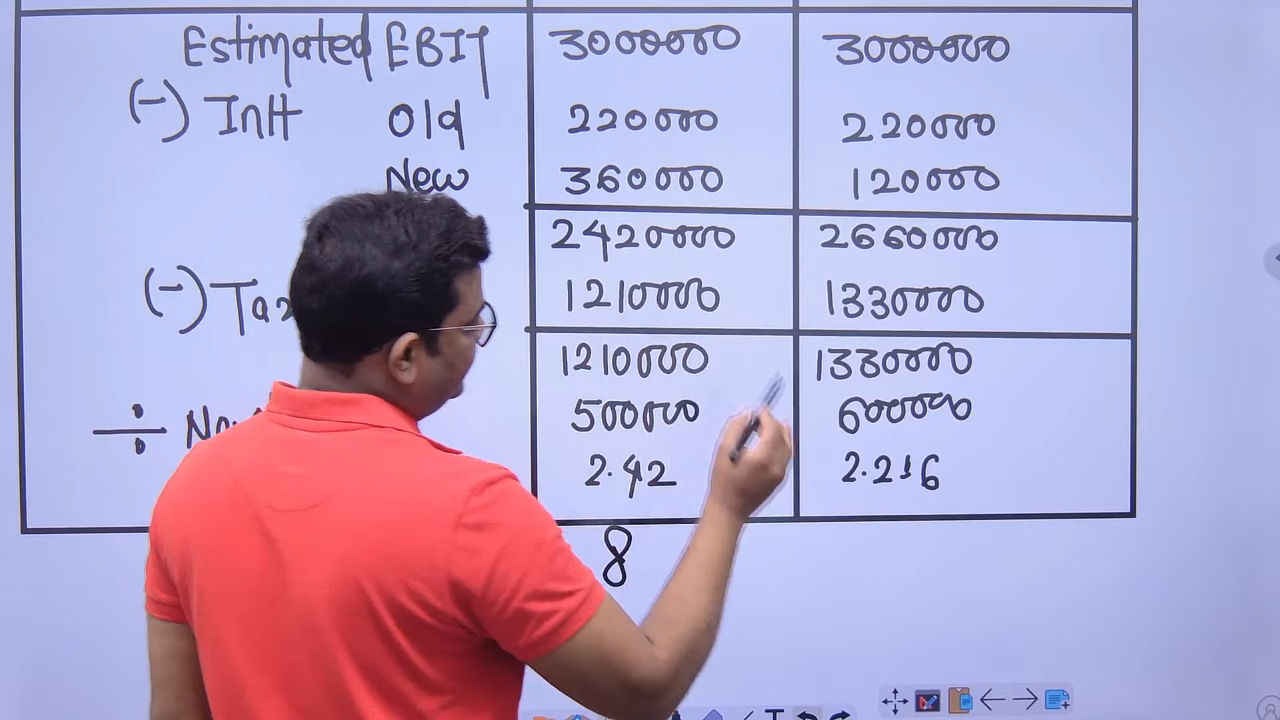 Estimated EBIT 3000000 3000000
(-) Int Old 220000 220000
New 360000 120000
2420000 2660000
(-) Tax 1210000 1330000
1210000 1330000
÷ 500000 600000
2.42 2.216
8